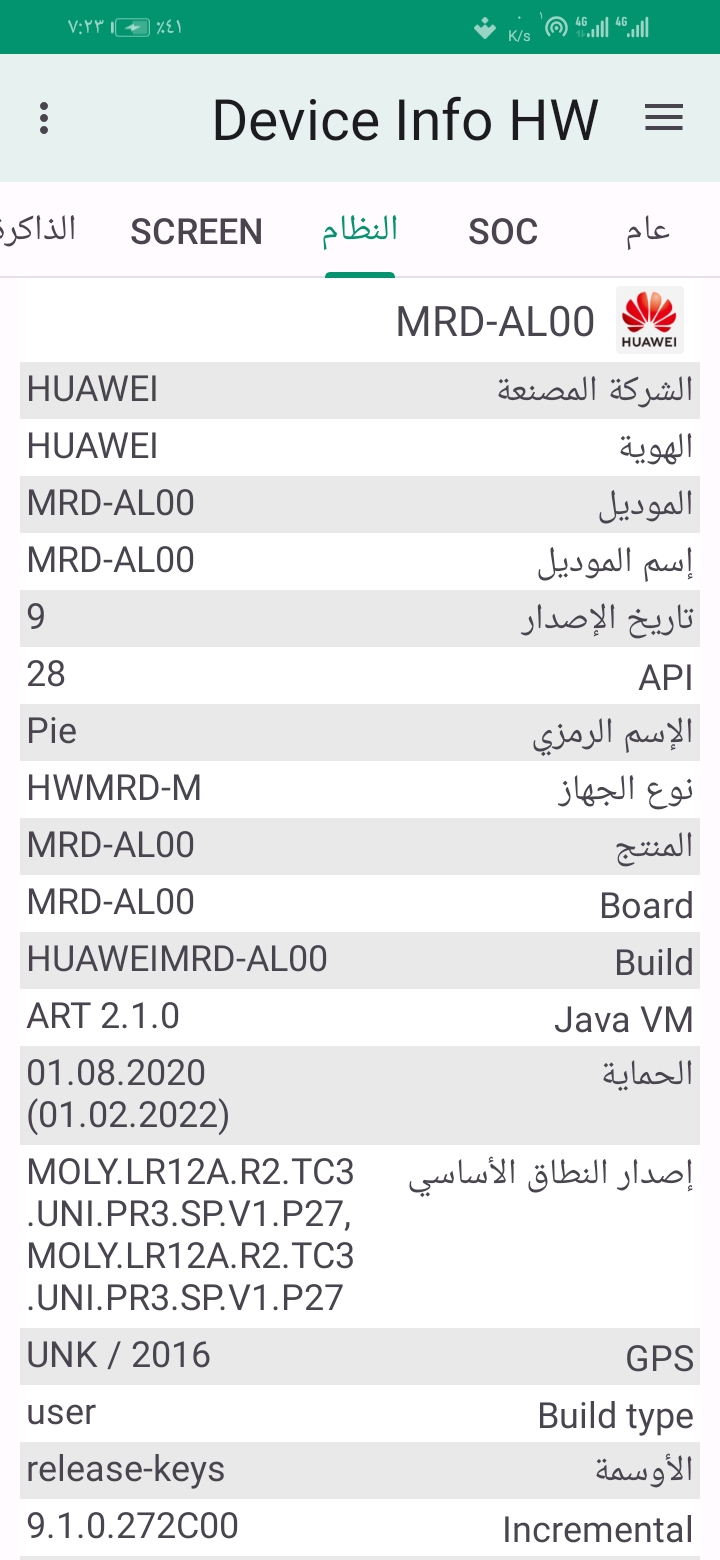 ٧:٢٣ ٪٤١ K/s 4G 4G
Device Info HW
عام SOC النظام SCREEN الذاكرة
HUAWEI MRD-AL00
الشركة المصنعة HUAWEI
الهوية HUAWEI
الموديل MRD-AL00
إسم الموديل MRD-AL00
تاريخ الإصدار 9
API 28
الإسم الرمزي Pie
نوع الجهاز HWMRD-M
المنتج MRD-AL00
Board MRD-AL00
Build HUAWEIMRD-AL00
Java VM ART 2.1.0
الحماية 01.08.2020
(01.02.2022)
إصدار النطاق الأساسي MOLY.LR12A.R2.TC3
.UNI.PR3.SP.V1.P27,
MOLY.LR12A.R2.TC3
.UNI.PR3.SP.V1.P27
GPS UNK / 2016
Build type user
الأوسمة release-keys
Incremental 9.1.0.272C00